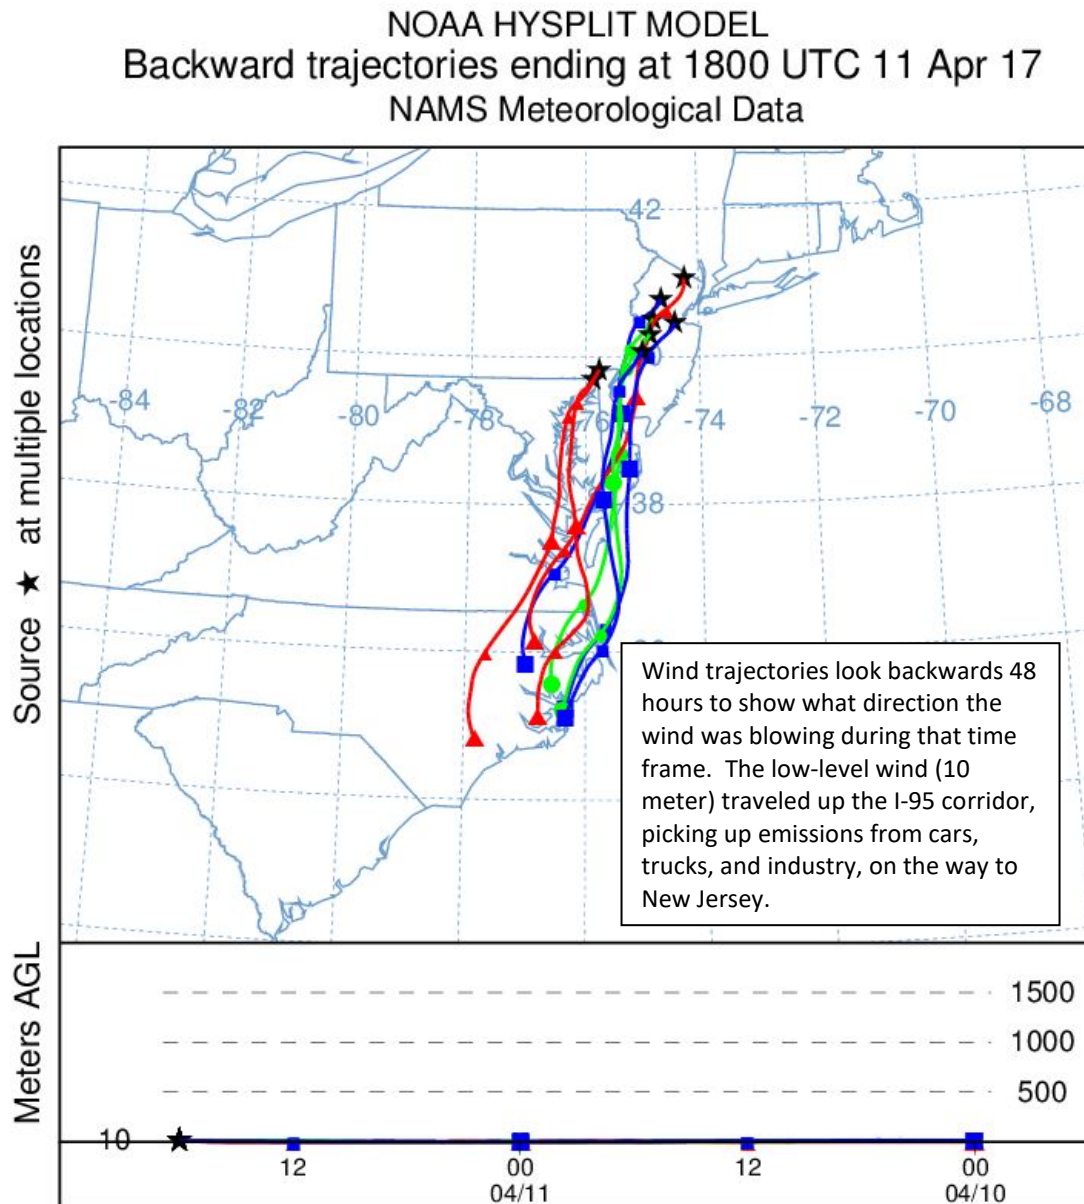 NOAA HYSPLIT MODEL
Backward trajectories ending at 1800 UTC 11 Apr 17
NAMS Meteorological Data
Source ★ at multiple locations
42
-84
-82
-80
-78
76
-74
-72
-70
-68
38
Wind trajectories look backwards 48
hours to show what direction the
wind was blowing during that time
frame. The low-level wind (10
meter) traveled up the I-95 corridor,
picking up emissions from cars,
trucks, and industry, on the way to
New Jersey.
Meters AGL
1500
1000
500
10
12
00
12
00
04/11
04/10